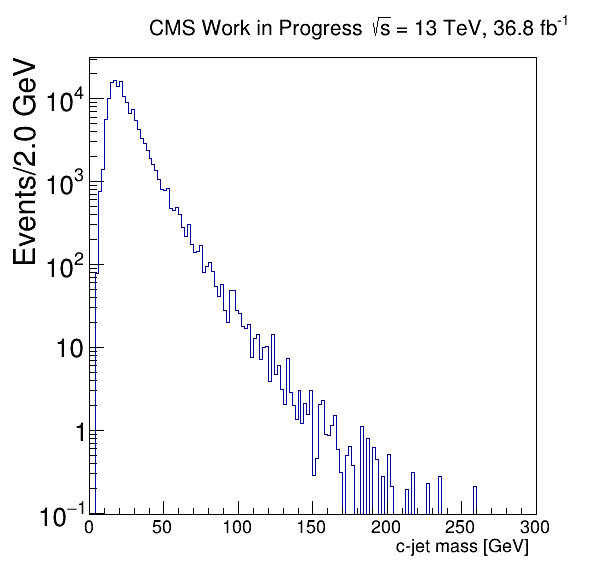 CMS Work in Progress √s = 13 TeV, 36.8 fb⁻¹
Events/2.0 GeV
10⁴
10³
10²
10
1
10⁻¹
0 50 100 150 200 250 300
c-jet mass [GeV]